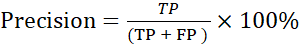 Precision = TP / (TP + FP ) × 100%